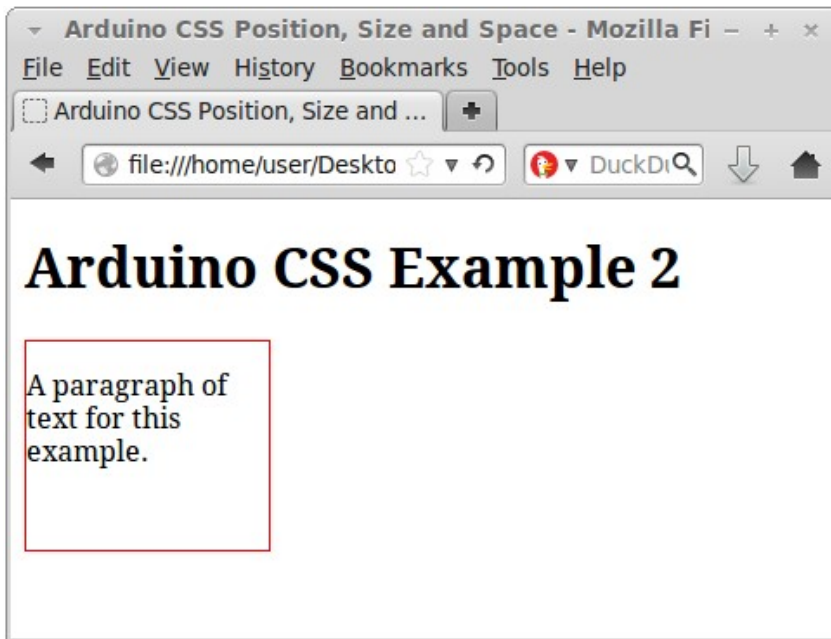 Arduino CSS Position, Size and Space - Mozilla Fi
File Edit View History Bookmarks Tools Help
Arduino CSS Position, Size and ...
file:///home/user/Deskto DuckDu
Arduino CSS Example 2
A paragraph of
text for this
example.